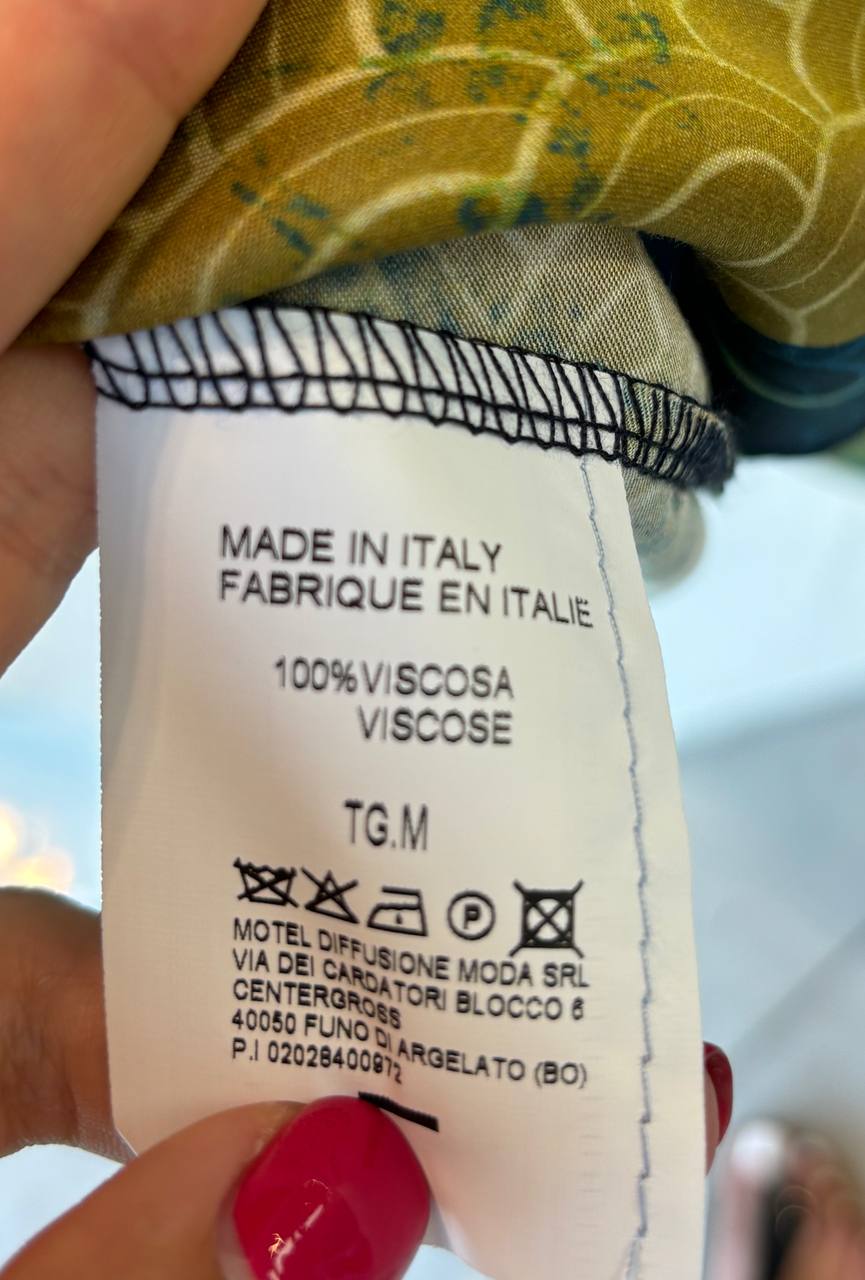 MADE IN ITALY
FABRIQUE EN ITALIE
100%VISCOSA
VISCOSE
TG.M
P
MOTEL DIFFUSIONE MODA SRL
VIA DEI CARDATORI BLOCCO 6
CENTERGROSS
40050 FUNO DI ARGELATO (BO)
P.I 02028400972